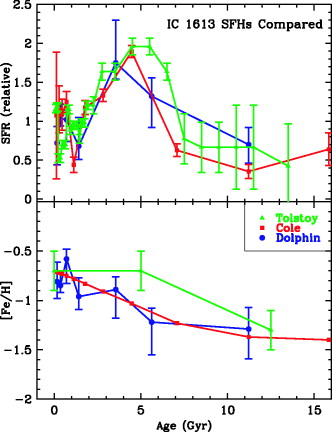 IC 1613 SFHs Compared
2.5
2
1.5
1
0.5
0
SFR (relative)
Tolstoy
Cole
Dolphin
−0.5
−1
−1.5
−2
[Fe/H]
0 5 10 15
Age (Gyr)